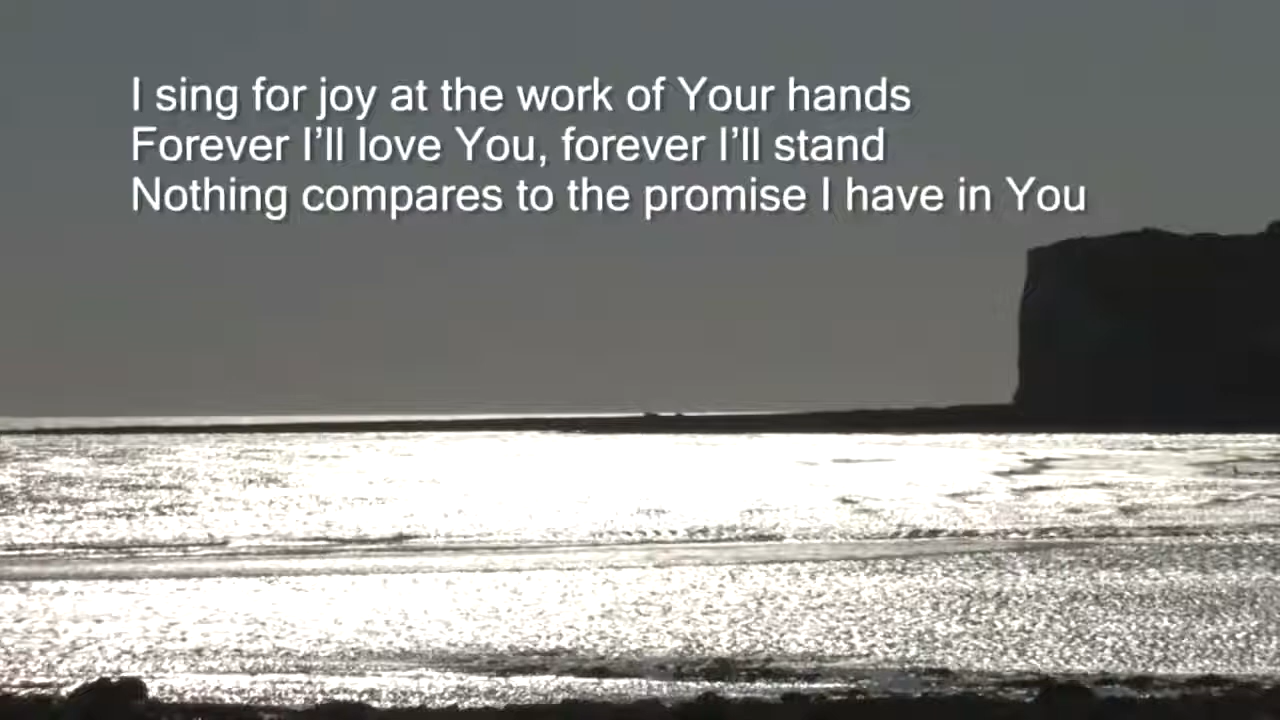 I sing for joy at the work of Your hands
Forever I’ll love You, forever I’ll stand
Nothing compares to the promise I have in You